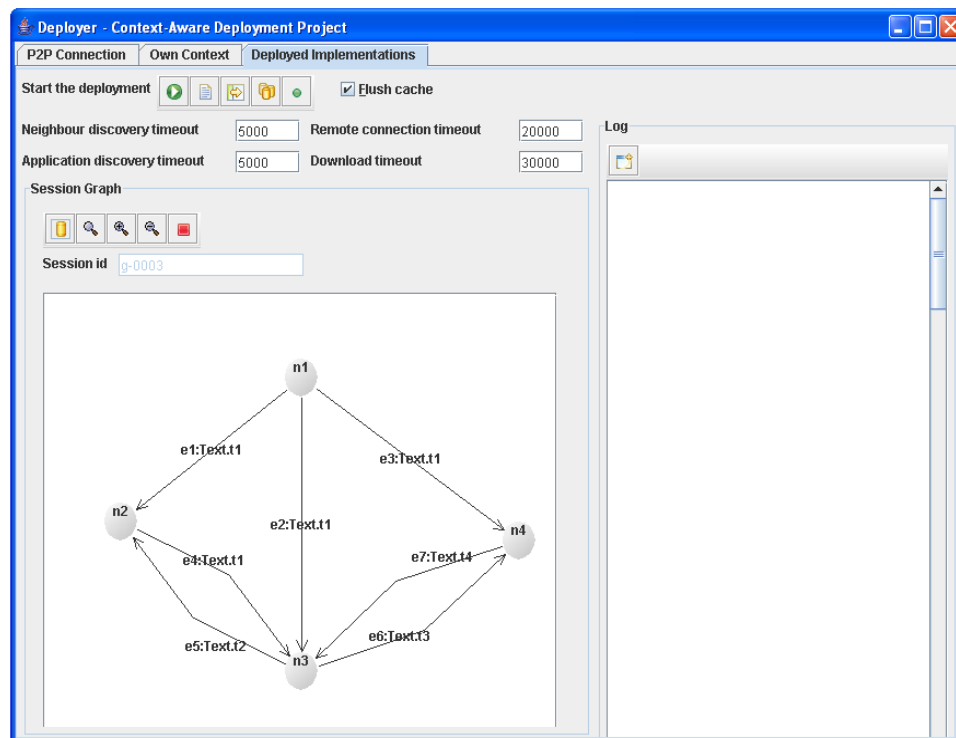 Deployer - Context-Aware Deployment Project
P2P Connection Own Context Deployed Implementations
Start the deployment Flush cache
Neighbour discovery timeout 5000 Remote connection timeout 20000
Application discovery timeout 5000 Download timeout 30000
Log
Session Graph
Session id g-0003
n1
e1:Text.t1
e3:Text.t1
n2
e2:Text.t1
n4
e4:Text.t1
e7:Text.t4
e5:Text.t2
e6:Text.t3
n3